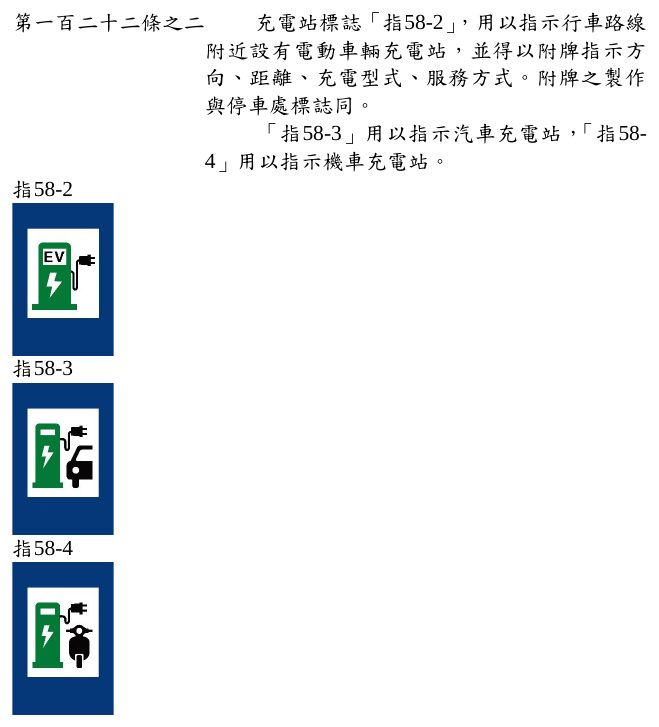 第一百二十二條之二　　充電站標誌「指58-2」，用以指示行車路線
附近設有電動車輛充電站，並得以附牌指示方
向、距離、充電型式、服務方式。附牌之製作
與停車處標誌同。
「指58-3」用以指示汽車充電站，「指58-
4」用以指示機車充電站。
指58-2
EV
指58-3
指58-4